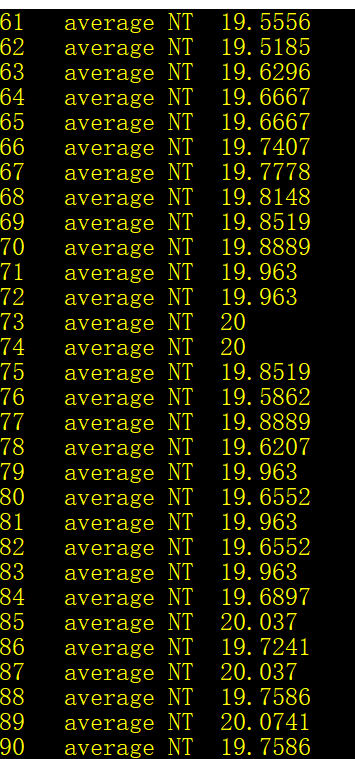 61 average NT 19.5556
62 average NT 19.5185
63 average NT 19.6296
64 average NT 19.6667
65 average NT 19.6667
66 average NT 19.7407
67 average NT 19.7778
68 average NT 19.8148
69 average NT 19.8519
70 average NT 19.8889
71 average NT 19.963
72 average NT 19.963
73 average NT 20
74 average NT 20
75 average NT 19.8519
76 average NT 19.5862
77 average NT 19.8889
78 average NT 19.6207
79 average NT 19.963
80 average NT 19.6552
81 average NT 19.963
82 average NT 19.6552
83 average NT 19.963
84 average NT 19.6897
85 average NT 20.037
86 average NT 19.7241
87 average NT 20.037
88 average NT 19.7586
89 average NT 20.0741
90 average NT 19.7586